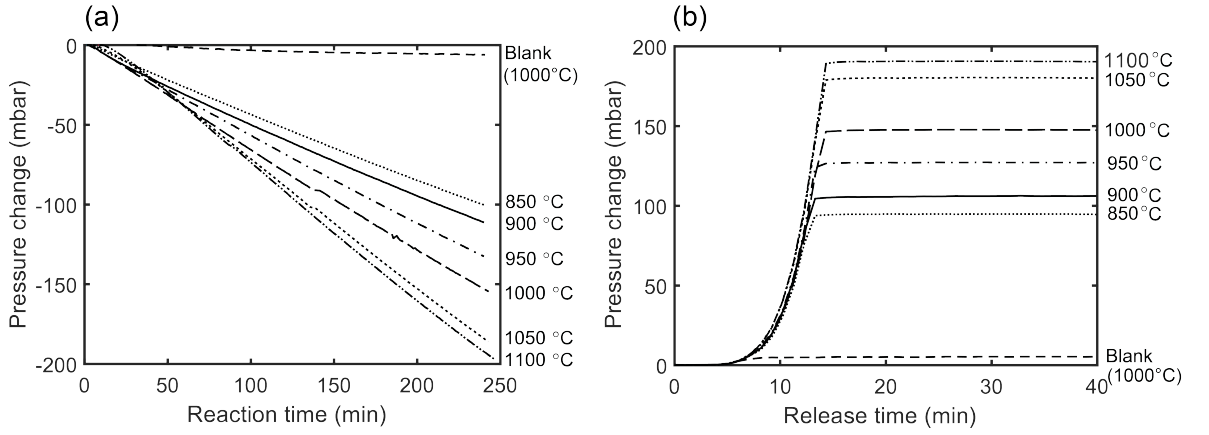 (a)
Pressure change (mbar)
0
-50
-100
-150
-200
0
50
100
150
200
250
Reaction time (min)
Blank
(1000°C)
850 °C
900 °C
950 °C
1000 °C
1050 °C
1100 °C
(b)
Pressure change (mbar)
200
150
100
50
0
0
10
20
30
40
Release time (min)
1100°C
1050°C
1000°C
950°C
900°C
850°C
Blank
(1000°C)